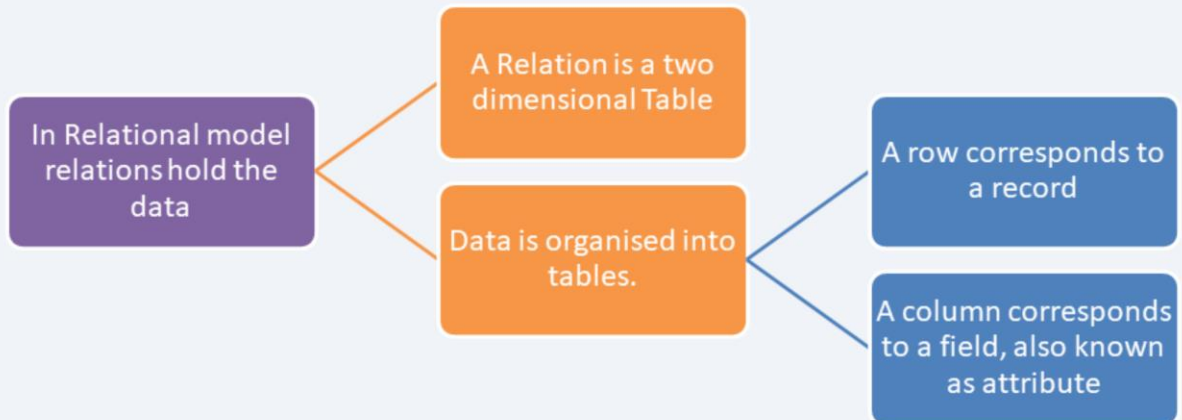 In Relational model
relations hold the
data
A Relation is a two
dimensional Table
Data is organised into
tables.
A row corresponds to
a record
A column corresponds
to a field, also known
as attribute